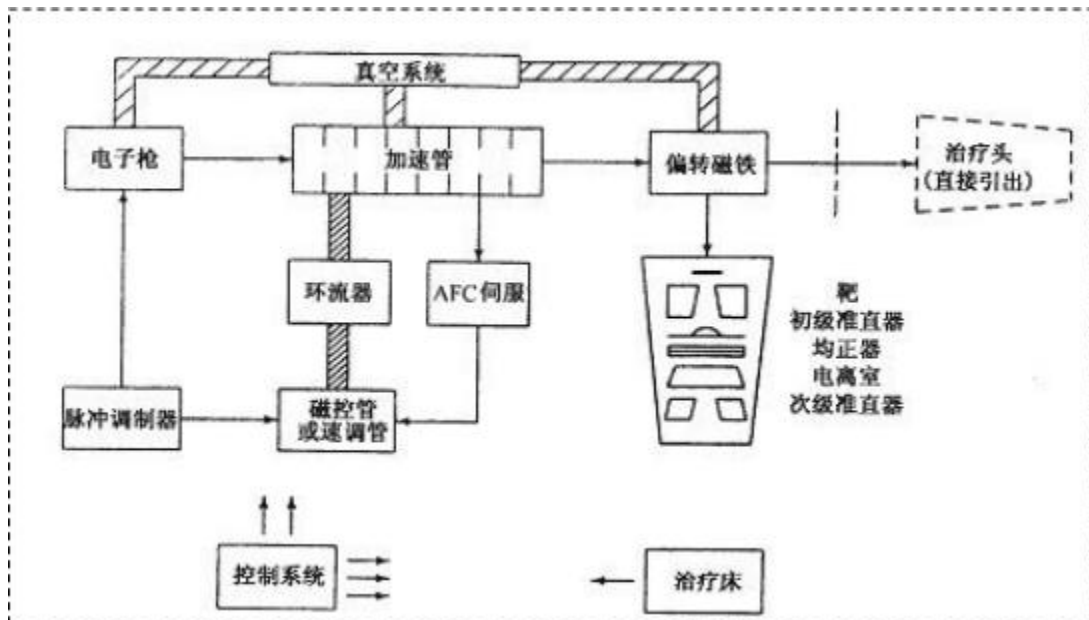 真空系统
电子枪
加速管
偏转磁铁
治疗头
(直接引出)
环流器
AFC伺服
靶
初级准直器
均正器
电离室
次级准直器
脉冲调制器
磁控管
或速调管
控制系统
治疗床